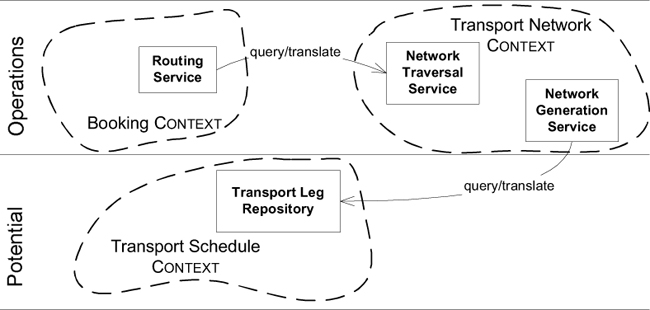 Operations
Routing
Service
Booking CONTEXT
query/translate
Transport Network
CONTEXT
Network
Traversal
Service
Network
Generation
Service
query/translate
Potential
Transport Leg
Repository
Transport Schedule
CONTEXT